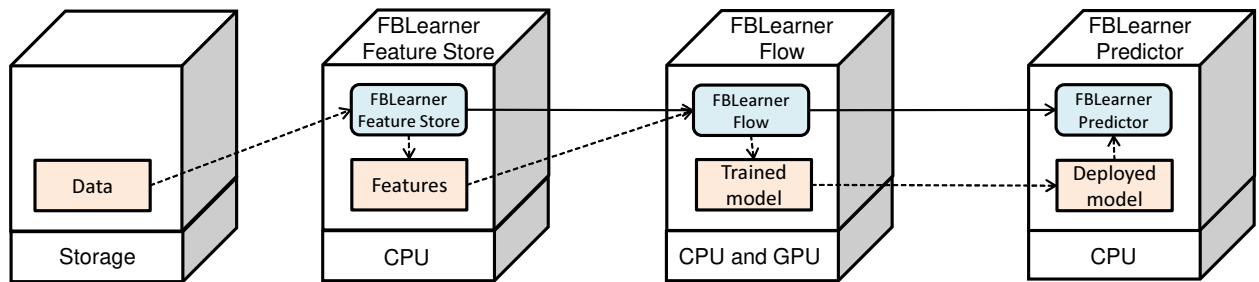 Data
Storage
FBLearner
Feature Store
FBLearner
Feature Store
Features
CPU
FBLearner
Flow
FBLearner
Flow
Trained
model
CPU and GPU
FBLearner
Predictor
FBLearner
Predictor
Deployed
model
CPU